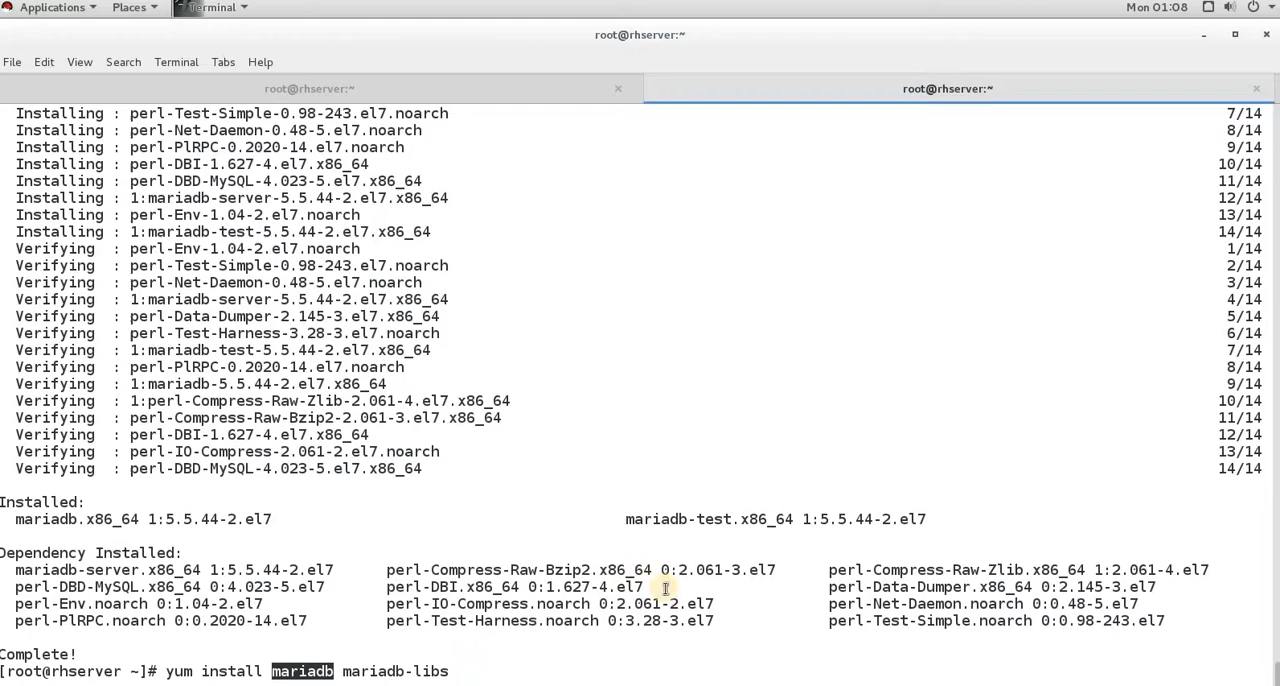 Applications Places Terminal Mon 01:08
root@rhserver:~
File Edit View Search Terminal Tabs Help
root@rhserver:~ × root@rhserver:~ ×
Installing : perl-Test-Simple-0.98-243.el7.noarch 7/14
Installing : perl-Net-Daemon-0.48-5.el7.noarch 8/14
Installing : perl-PlRPC-0.2020-14.el7.noarch 9/14
Installing : perl-DBI-1.627-4.el7.x86_64 10/14
Installing : perl-DBD-MySQL-4.023-5.el7.x86_64 11/14
Installing : 1:mariadb-server-5.5.44-2.el7.x86_64 12/14
Installing : perl-Env-1.04-2.el7.noarch 13/14
Installing : 1:mariadb-test-5.5.44-2.el7.x86_64 14/14
Verifying : perl-Env-1.04-2.el7.noarch 1/14
Verifying : perl-Test-Simple-0.98-243.el7.noarch 2/14
Verifying : perl-Net-Daemon-0.48-5.el7.noarch 3/14
Verifying : 1:mariadb-server-5.5.44-2.el7.x86_64 4/14
Verifying : perl-Data-Dumper-2.145-3.el7.x86_64 5/14
Verifying : perl-Test-Harness-3.28-3.el7.noarch 6/14
Verifying : 1:mariadb-test-5.5.44-2.el7.x86_64 7/14
Verifying : perl-PlRPC-0.2020-14.el7.noarch 8/14
Verifying : 1:mariadb-5.5.44-2.el7.x86_64 9/14
Verifying : 1:perl-Compress-Raw-Zlib-2.061-4.el7.x86_64 10/14
Verifying : perl-Compress-Raw-Bzip2-2.061-3.el7.x86_64 11/14
Verifying : perl-DBI-1.627-4.el7.x86_64 12/14
Verifying : perl-IO-Compress-2.061-2.el7.noarch 13/14
Verifying : perl-DBD-MySQL-4.023-5.el7.x86_64 14/14
Installed:
mariadb.x86_64 1:5.5.44-2.el7 mariadb-test.x86_64 1:5.5.44-2.el7
Dependency Installed:
mariadb-server.x86_64 1:5.5.44-2.el7 perl-Compress-Raw-Bzip2.x86_64 0:2.061-3.el7 perl-Compress-Raw-Zlib.x86_64 1:2.061-4.el7
perl-DBD-MySQL.x86_64 0:4.023-5.el7 perl-DBI.x86_64 0:1.627-4.el7 perl-Data-Dumper.x86_64 0:2.145-3.el7
perl-Env.noarch 0:1.04-2.el7 perl-IO-Compress.noarch 0:2.061-2.el7 perl-Net-Daemon.noarch 0:0.48-5.el7
perl-PlRPC.noarch 0:0.2020-14.el7 perl-Test-Harness.noarch 0:3.28-3.el7 perl-Test-Simple.noarch 0:0.98-243.el7
Complete!
[root@rhserver ~]# yum install mariadb mariadb-libs